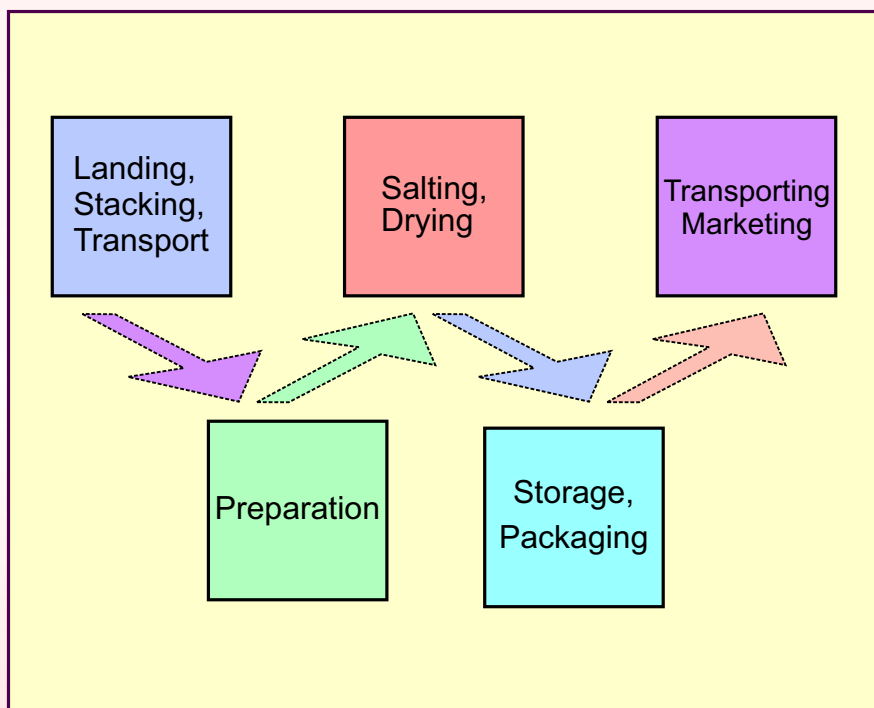 Landing,
Stacking,
Transport
Preparation
Salting,
Drying
Storage,
Packaging
Transporting
Marketing